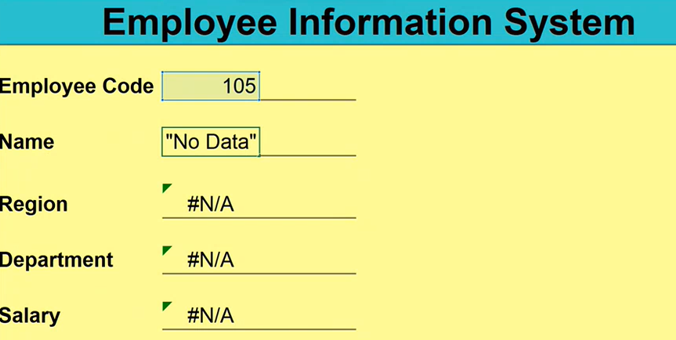 Employee Information System
Employee Code 105
Name "No Data"
Region #N/A
Department #N/A
Salary #N/A